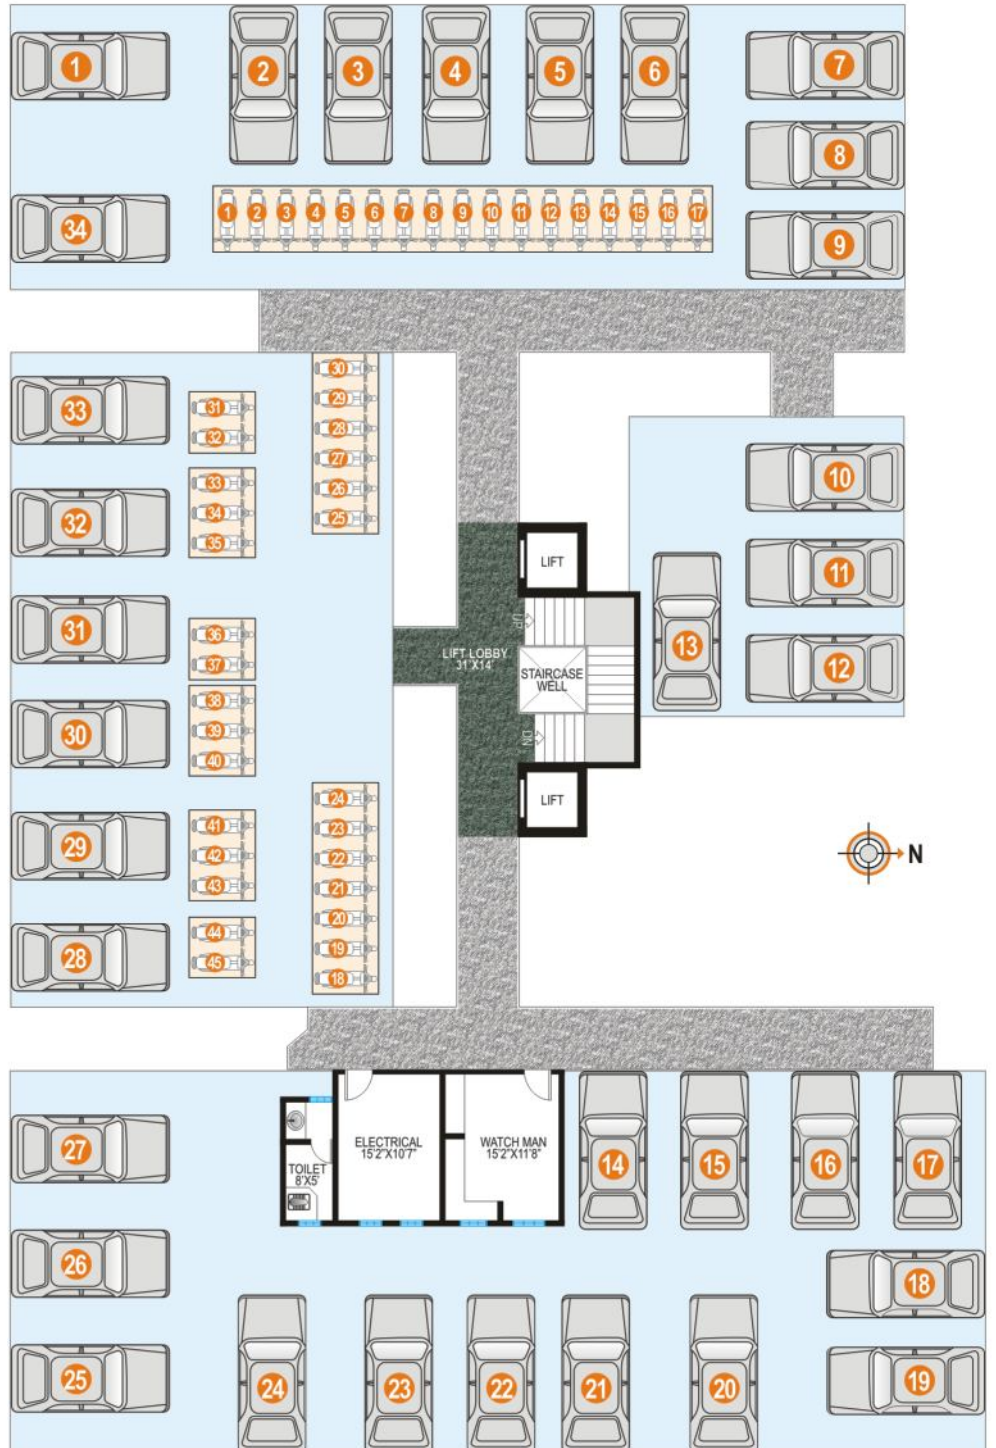 1
2 3 4 5 6
7
8
34
9
1 2 3 4 5 6 7 8 9 10 11 12 13 14 15 16 17
33
32
31
30
29
28
31
32
33
34
35
36
37
38
39
40
41
42
43
44
45
30
29
28
27
26
25
24
23
22
21
20
19
18
LIFT
UP
LIFT LOBBY
31'X14'
STAIRCASE
WELL
DN
LIFT
10
11
12
13
N
27
26
25
TOILET
8'X5'
ELECTRICAL
15'2"X10'7"
WATCH MAN
15'2"X11'8"
14 15 16 17
18
19
24 23 22 21 20